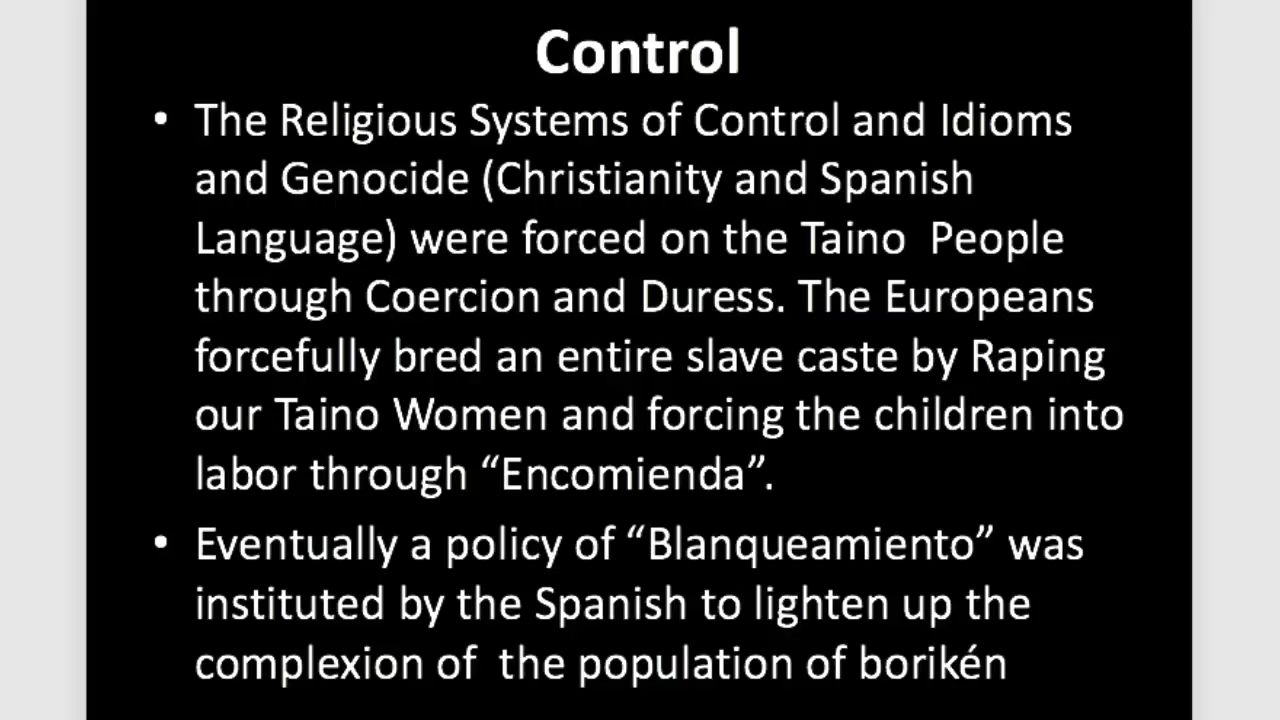 Control
• The Religious Systems of Control and Idioms
and Genocide (Christianity and Spanish
Language) were forced on the Taino  People
through Coercion and Duress. The Europeans
forcefully bred an entire slave caste by Raping
our Taino Women and forcing the children into
labor through “Encomienda”.
• Eventually a policy of “Blanqueamiento” was
instituted by the Spanish to lighten up the
complexion of  the population of borikén